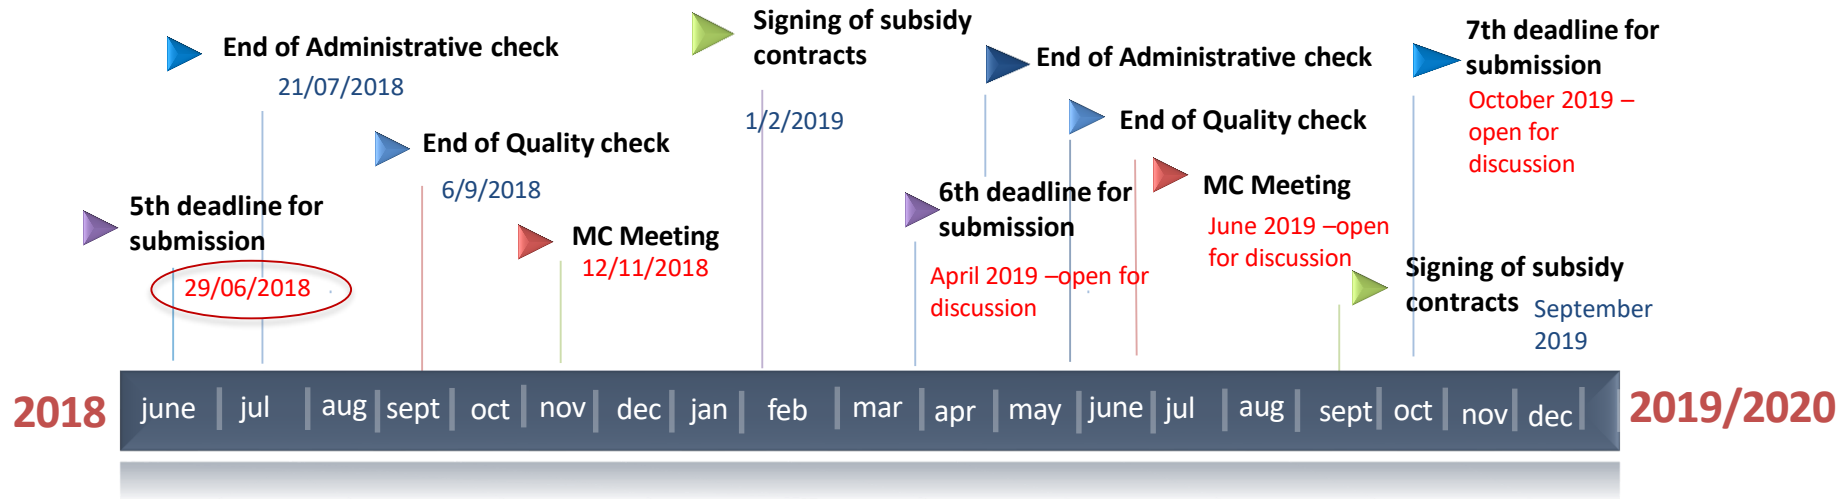 End of Administrative check
21/07/2018
Signing of subsidy
contracts
1/2/2019
End of Administrative check
7th deadline for
submission
October 2019 –
open for
discussion
End of Quality check
6/9/2018
End of Quality check
5th deadline for
submission
29/06/2018
MC Meeting
12/11/2018
6th deadline for
submission
April 2019 –open for
discussion
MC Meeting
June 2019 –open
for discussion
Signing of subsidy
contracts
September
2019
2018
june jul aug sept oct nov dec jan feb mar apr may june jul aug sept oct nov dec
2019/2020